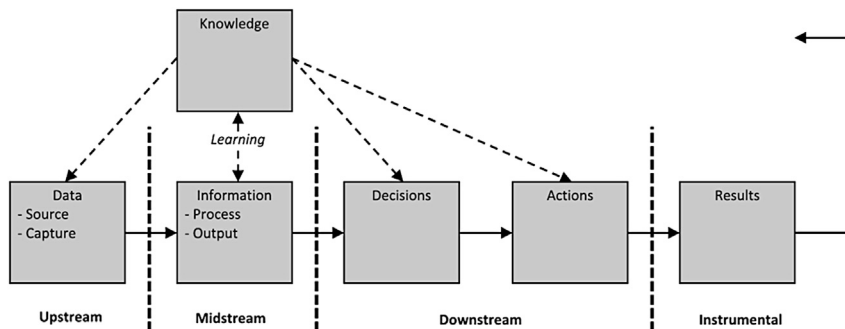 Knowledge
Learning
Data
- Source
- Capture
Information
- Process
- Output
Decisions
Actions
Results
Upstream
Midstream
Downstream
Instrumental